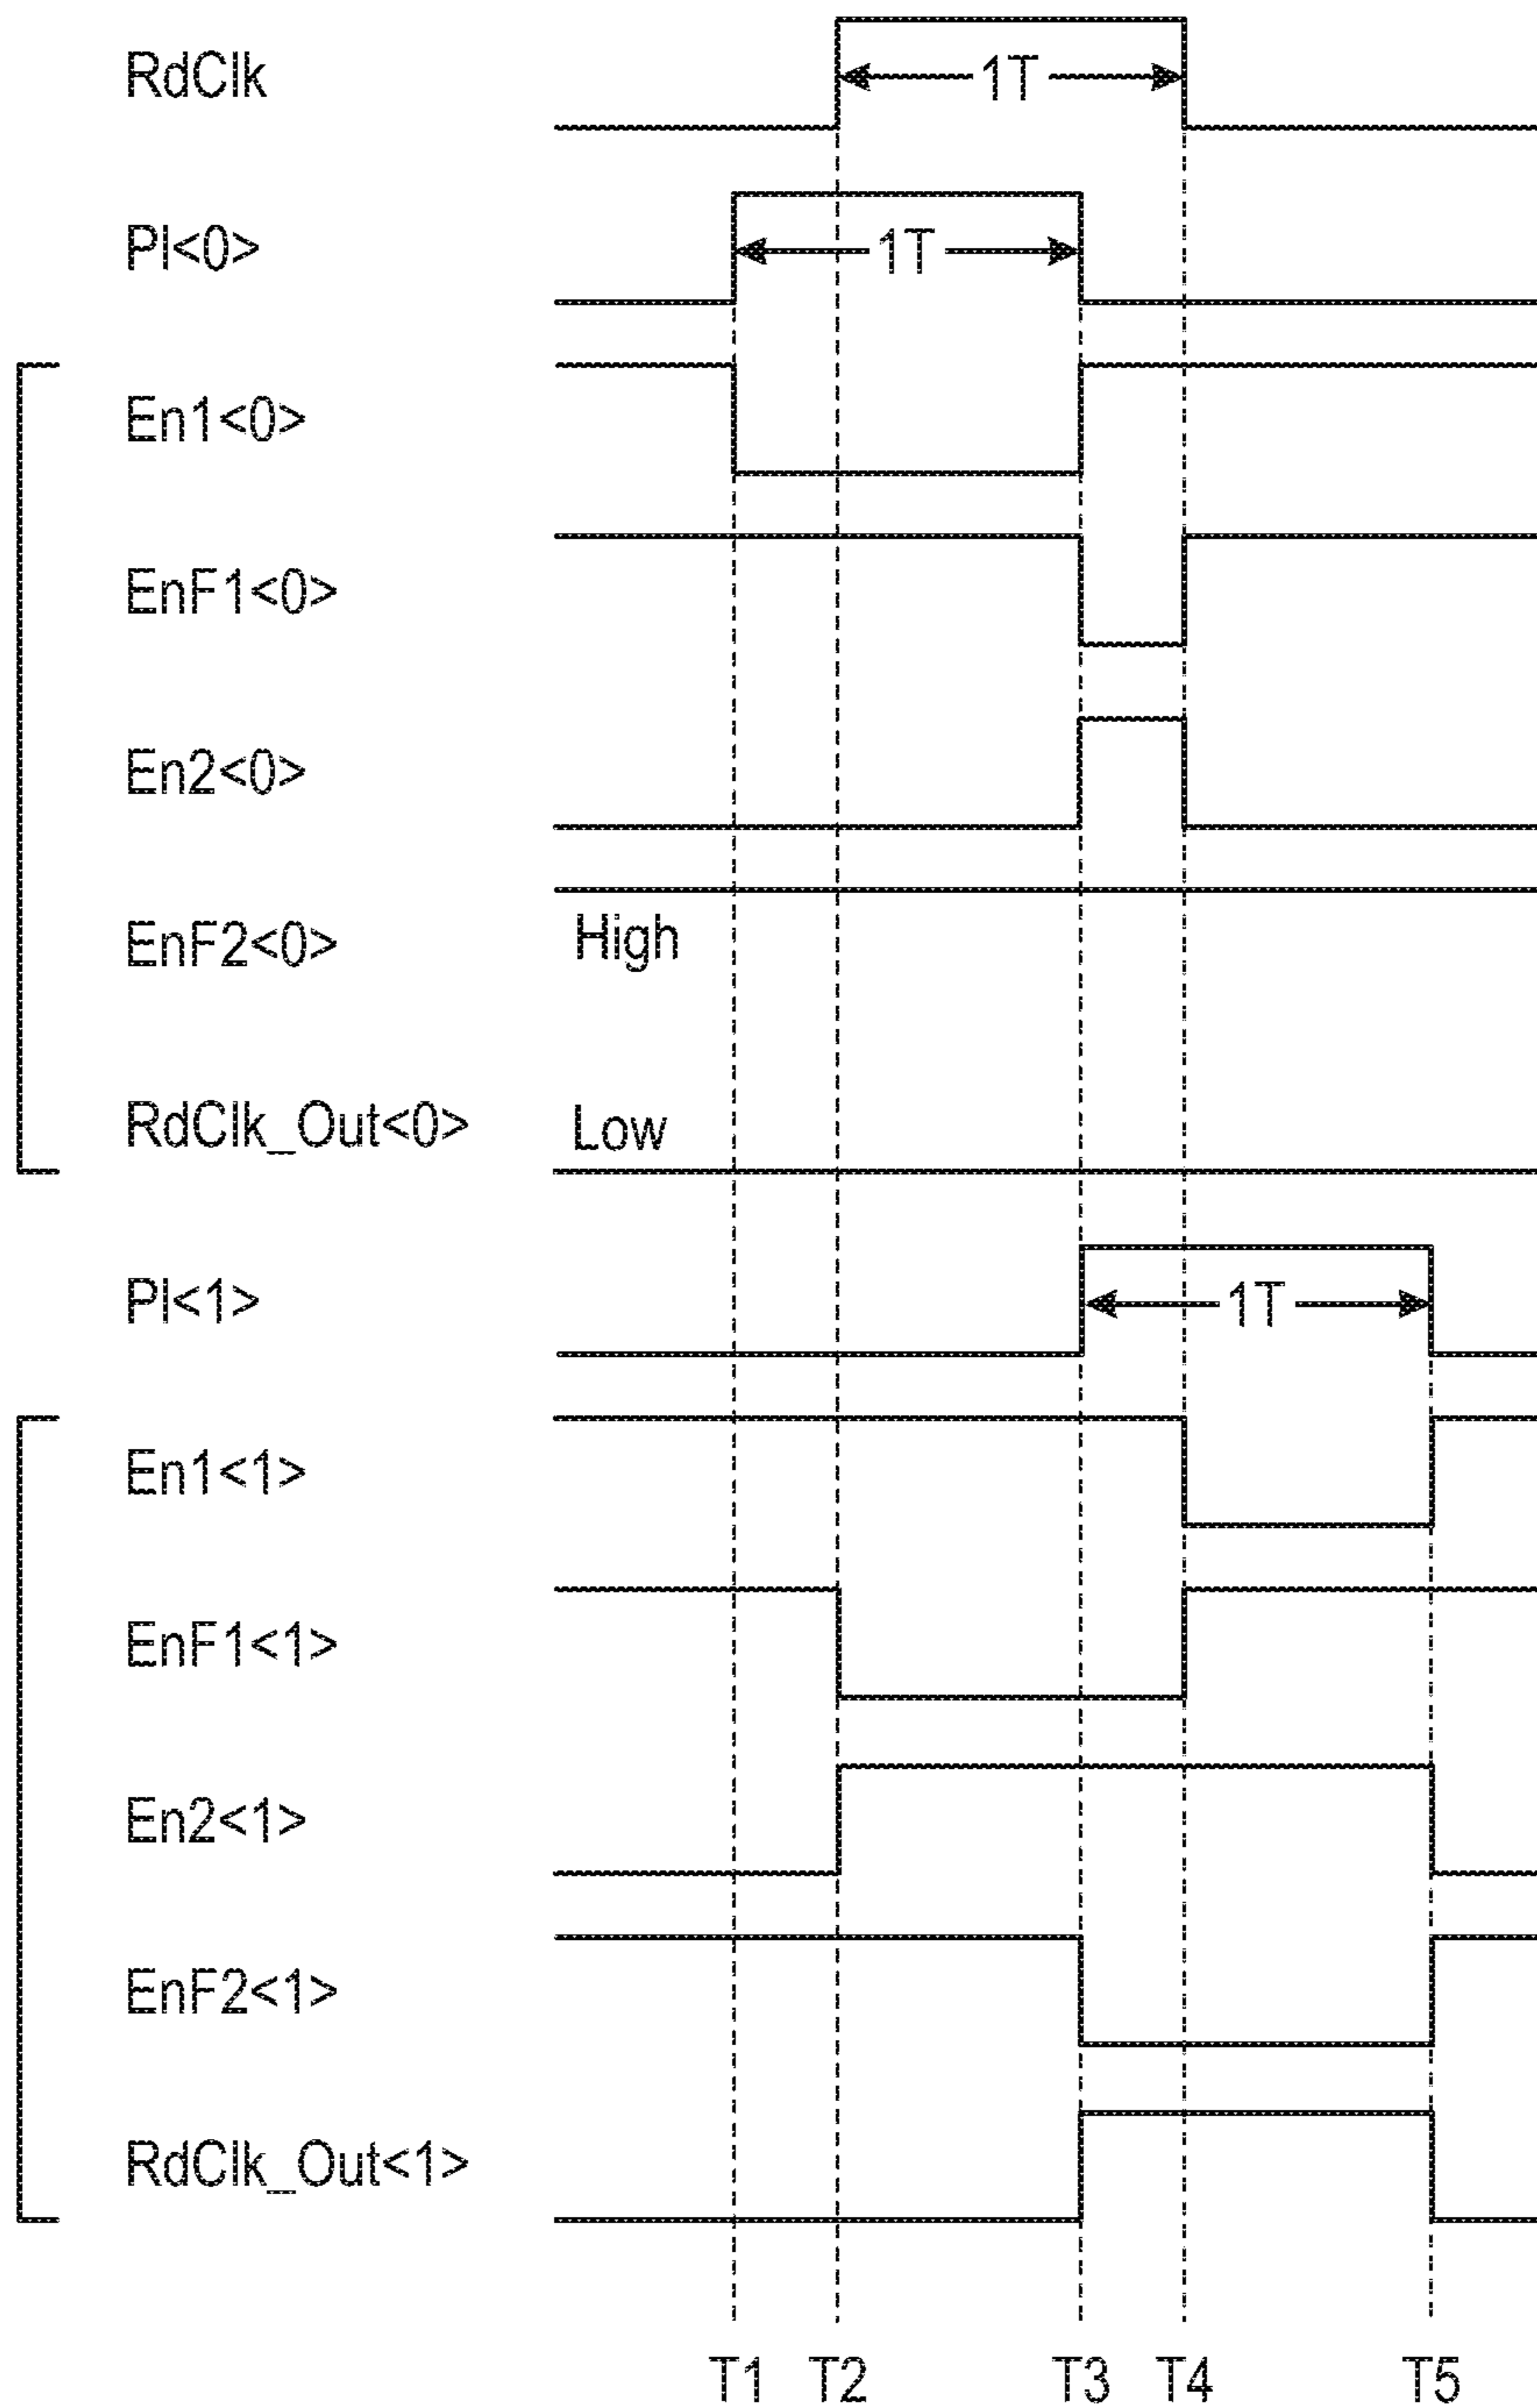 RdClk
1T
PI<0>
1T
En1<0>
EnF1<0>
En2<0>
EnF2<0>
High
RdClk_Out<0>
Low
PI<1>
1T
En1<1>
EnF1<1>
En2<1>
EnF2<1>
RdClk_Out<1>
T1 T2 T3 T4 T5